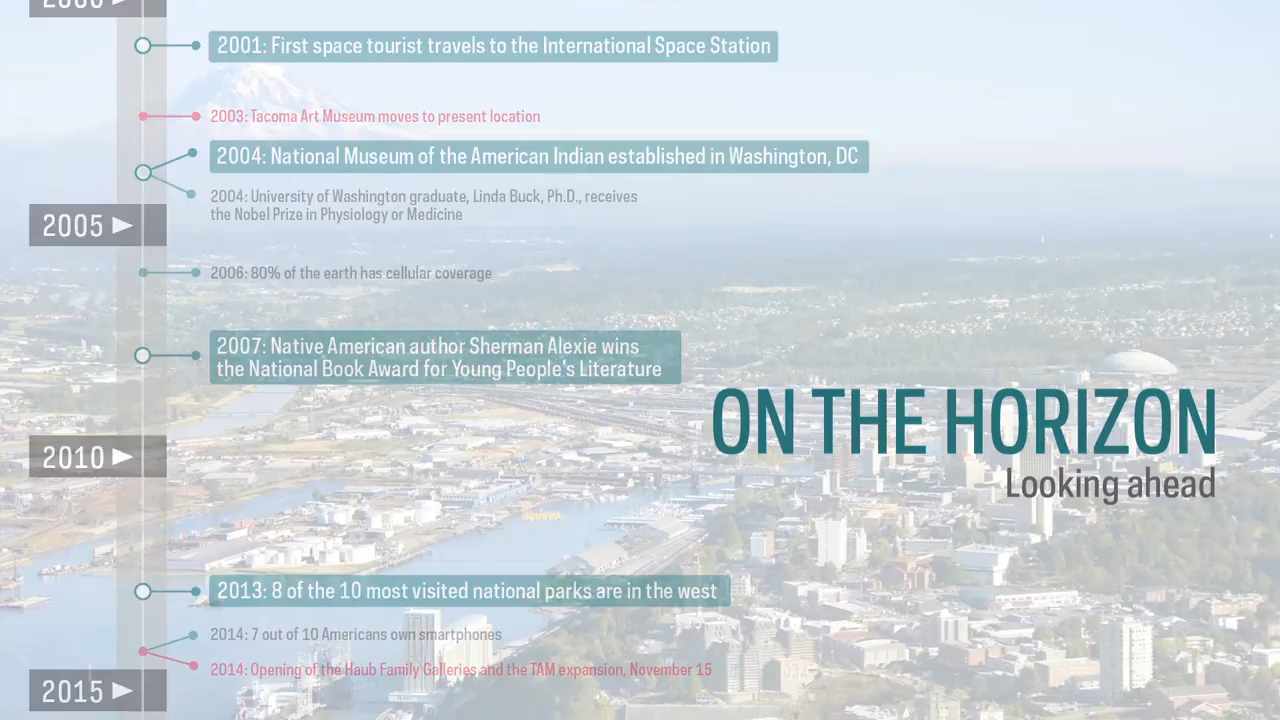 2000
2001: First space tourist travels to the International Space Station
2003: Tacoma Art Museum moves to present location
2004: National Museum of the American Indian established in Washington, DC
2004: University of Washington graduate, Linda Buck, Ph.D., receives
the Nobel Prize in Physiology or Medicine
2005
2006: 80% of the earth has cellular coverage
2007: Native American author Sherman Alexie wins
the National Book Award for Young People's Literature
ON THE HORIZON
Looking ahead
2010
2013: 8 of the 10 most visited national parks are in the west
2014: 7 out of 10 Americans own smartphones
2014: Opening of the Haub Family Galleries and the TAM expansion, November 15
2015